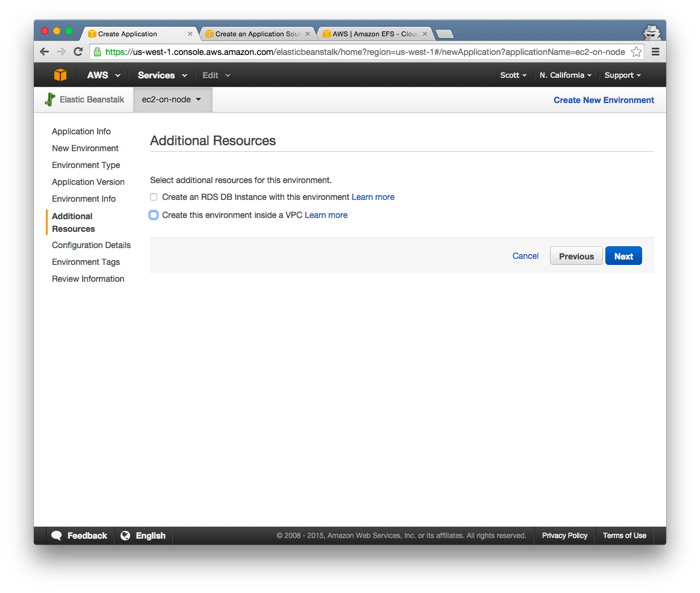 Create Application
Create an Application Sour
AWS | Amazon EFS - Clou
https://us-west-1.console.aws.amazon.com/elasticbeanstalk/home?region=us-west-1#/newApplication?applicationName=ec2-on-node
AWS Services Edit Scott N. California Support
Elastic Beanstalk ec2-on-node Create New Environment
Application Info
New Environment
Environment Type
Application Version
Environment Info
Additional
Resources
Configuration Details
Environment Tags
Review Information
Additional Resources
Select additional resources for this environment.
Create an RDS DB Instance with this environment Learn more
Create this environment inside a VPC Learn more
Cancel Previous Next
Feedback English © 2008 - 2015, Amazon Web Services, Inc. or its affiliates. All rights reserved. Privacy Policy Terms of Use